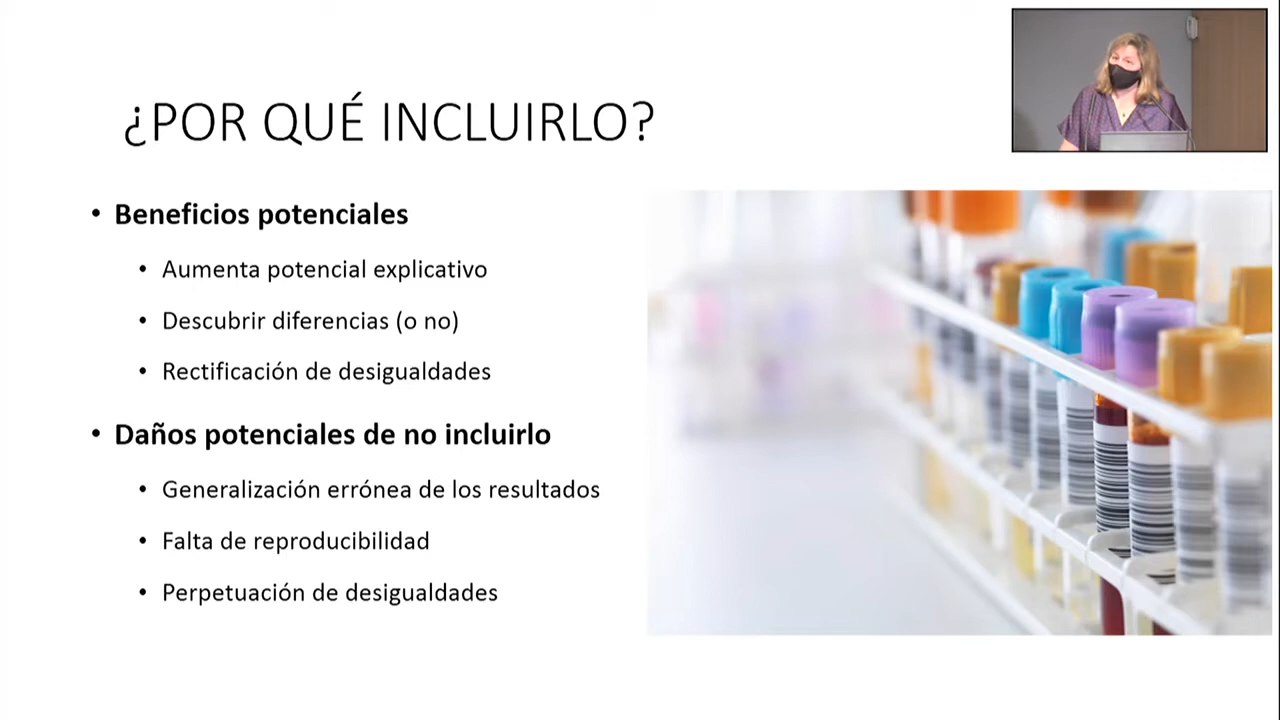 ¿POR QUÉ INCLUIRLO?
• Beneficios potenciales
• Aumenta potencial explicativo
• Descubrir diferencias (o no)
• Rectificación de desigualdades
• Daños potenciales de no incluirlo
• Generalización errónea de los resultados
• Falta de reproducibilidad
• Perpetuación de desigualdades